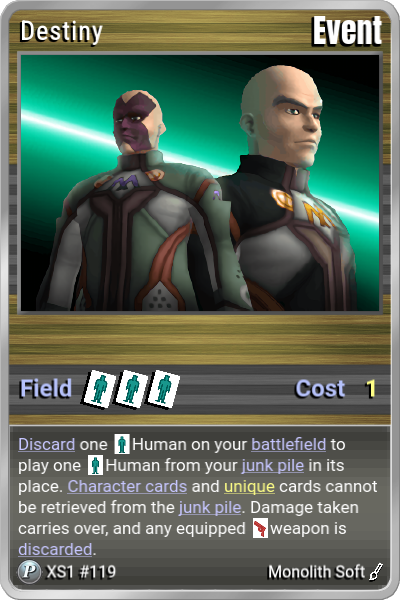 Destiny
Event
Field
Cost 1
Discard one Human on your battlefield to
play one Human from your junk pile in its
place. Character cards and unique cards cannot
be retrieved from the junk pile. Damage taken
carries over, and any equipped weapon is
discarded.
P XS1 #119
Monolith Soft